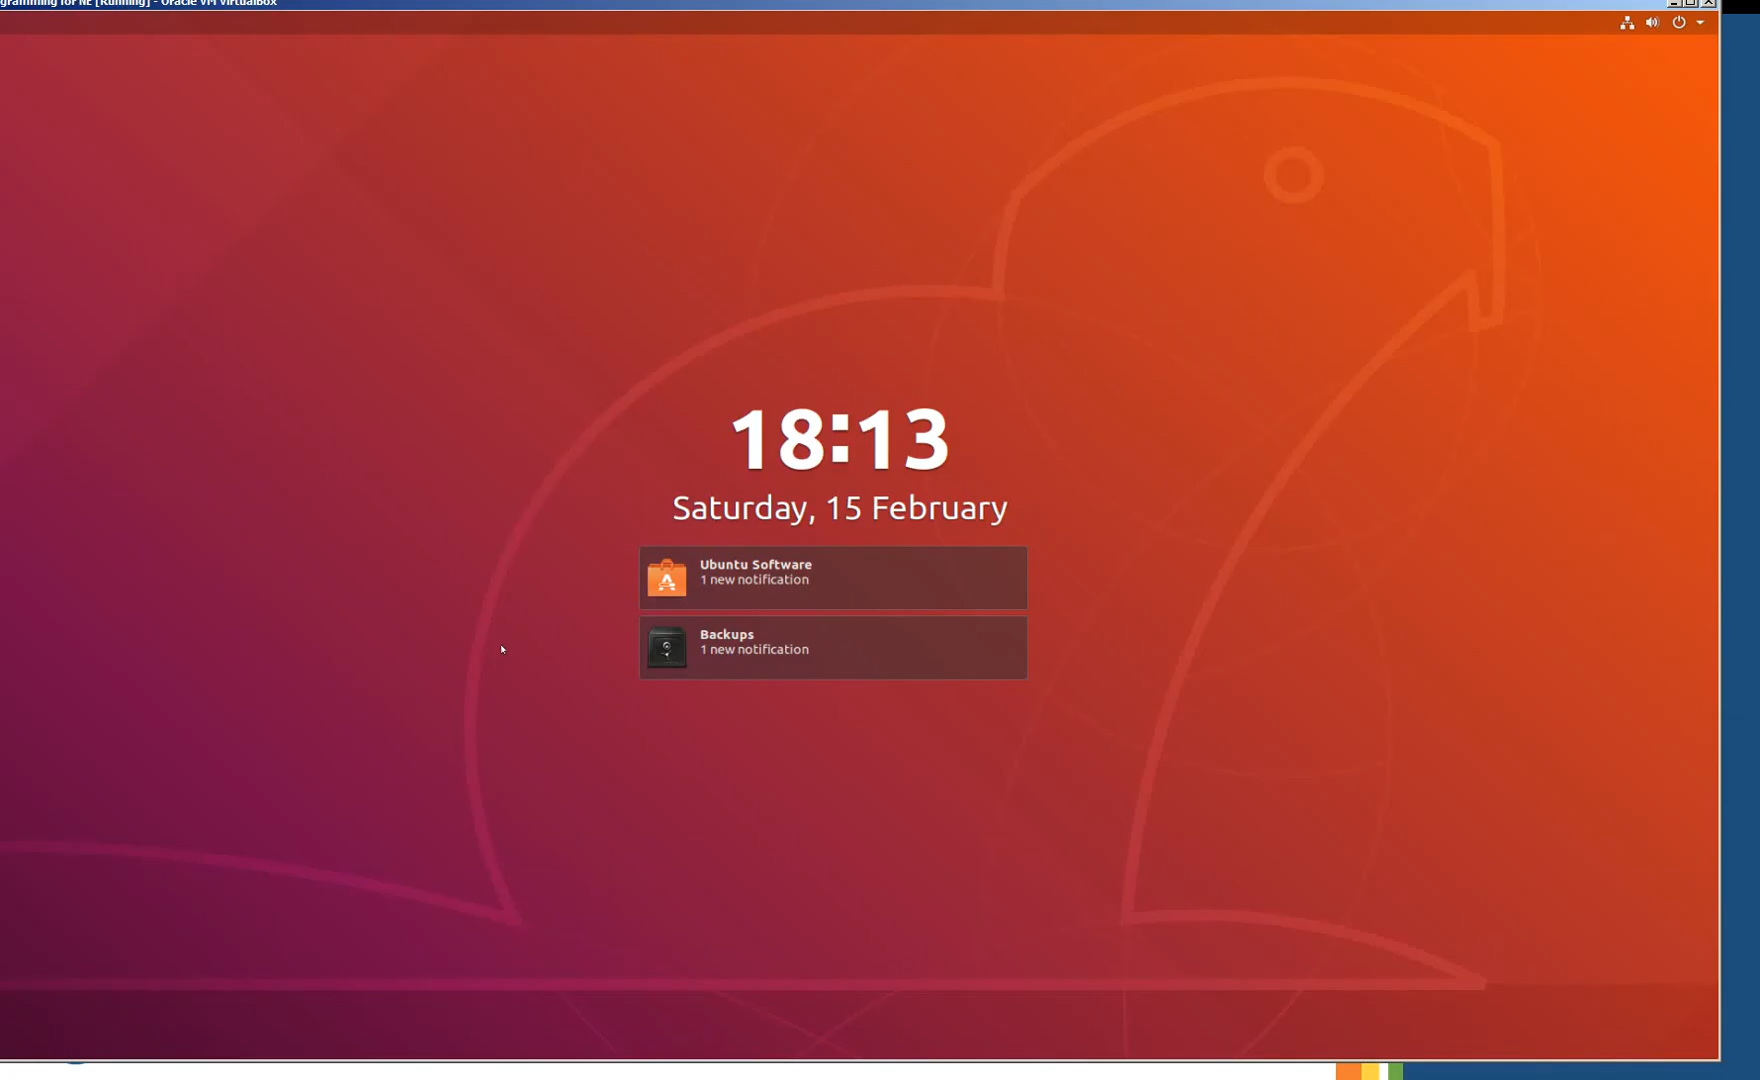 gramming for NE [Running] - Oracle VM VirtualBox
18:13
Saturday, 15 February
Ubuntu Software
1 new notification
Backups
1 new notification